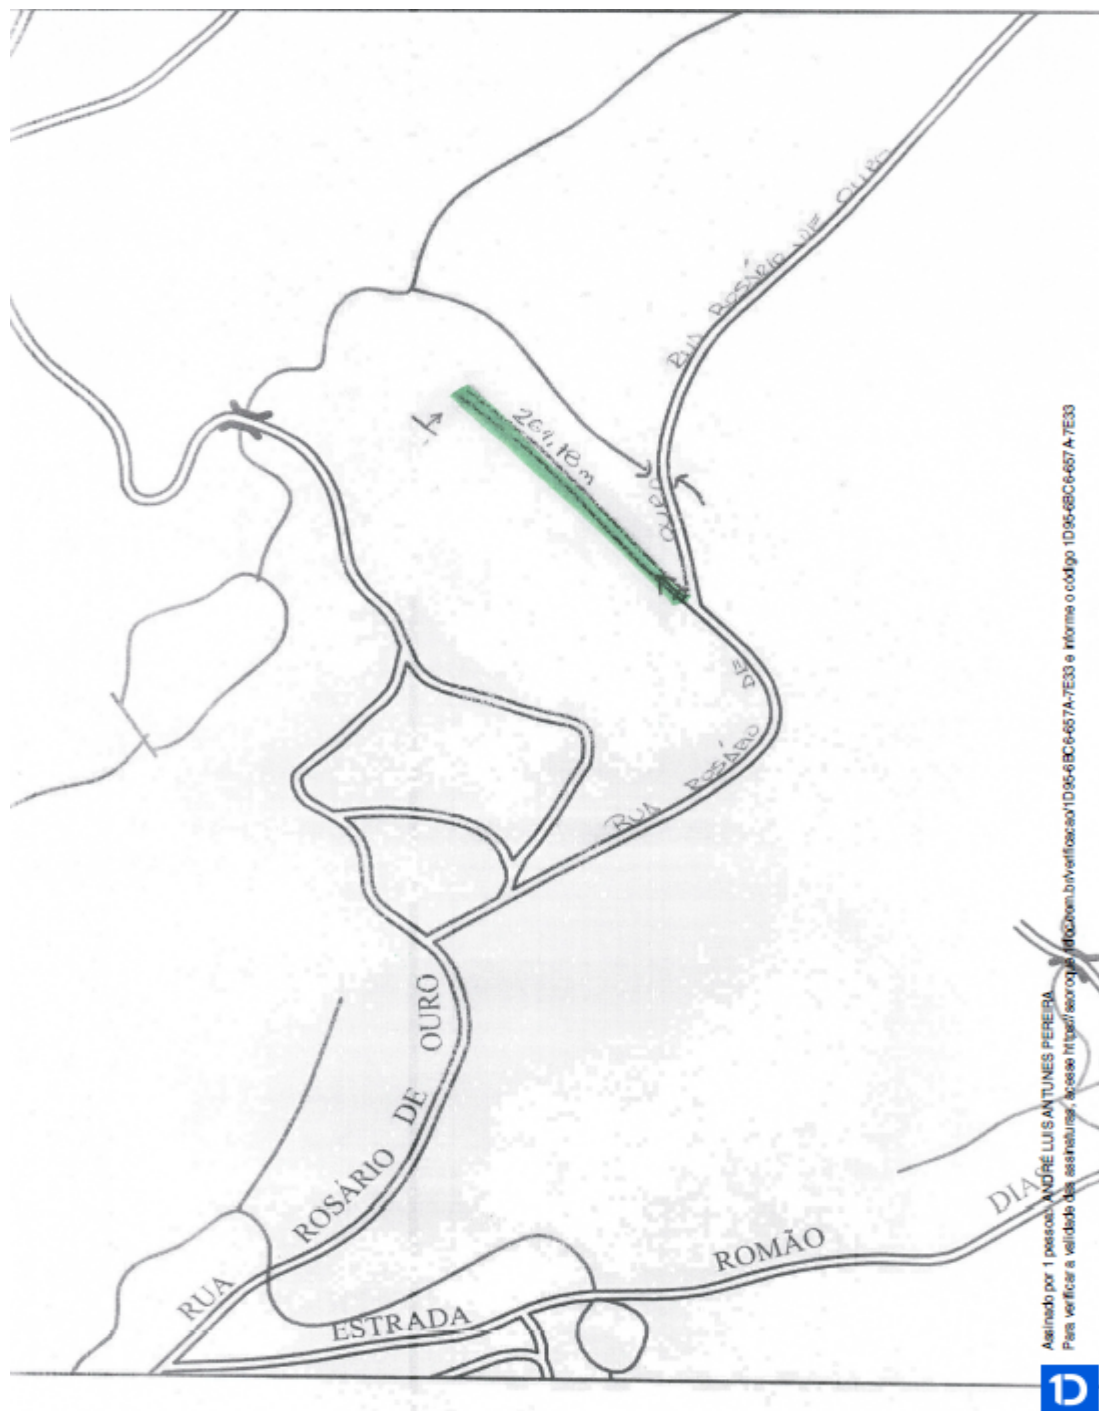 RUA ROSÁRIO DE OURO
OURO
RUA ROSÁRIO DE
RUA ROSÁRIO DE OURO
ESTRADA ROMÃO DIAS
Assinado por 1 pessoa: ANDRÉ LUIS ANTUNES PEREIRA
Para verificar a validade das assinaturas, acesse https://saoroque.1doc.com.br/verificacao/1D95-6BC6-657A-7E33 e informe o código 1D95-6BC6-657A-7E33
1D